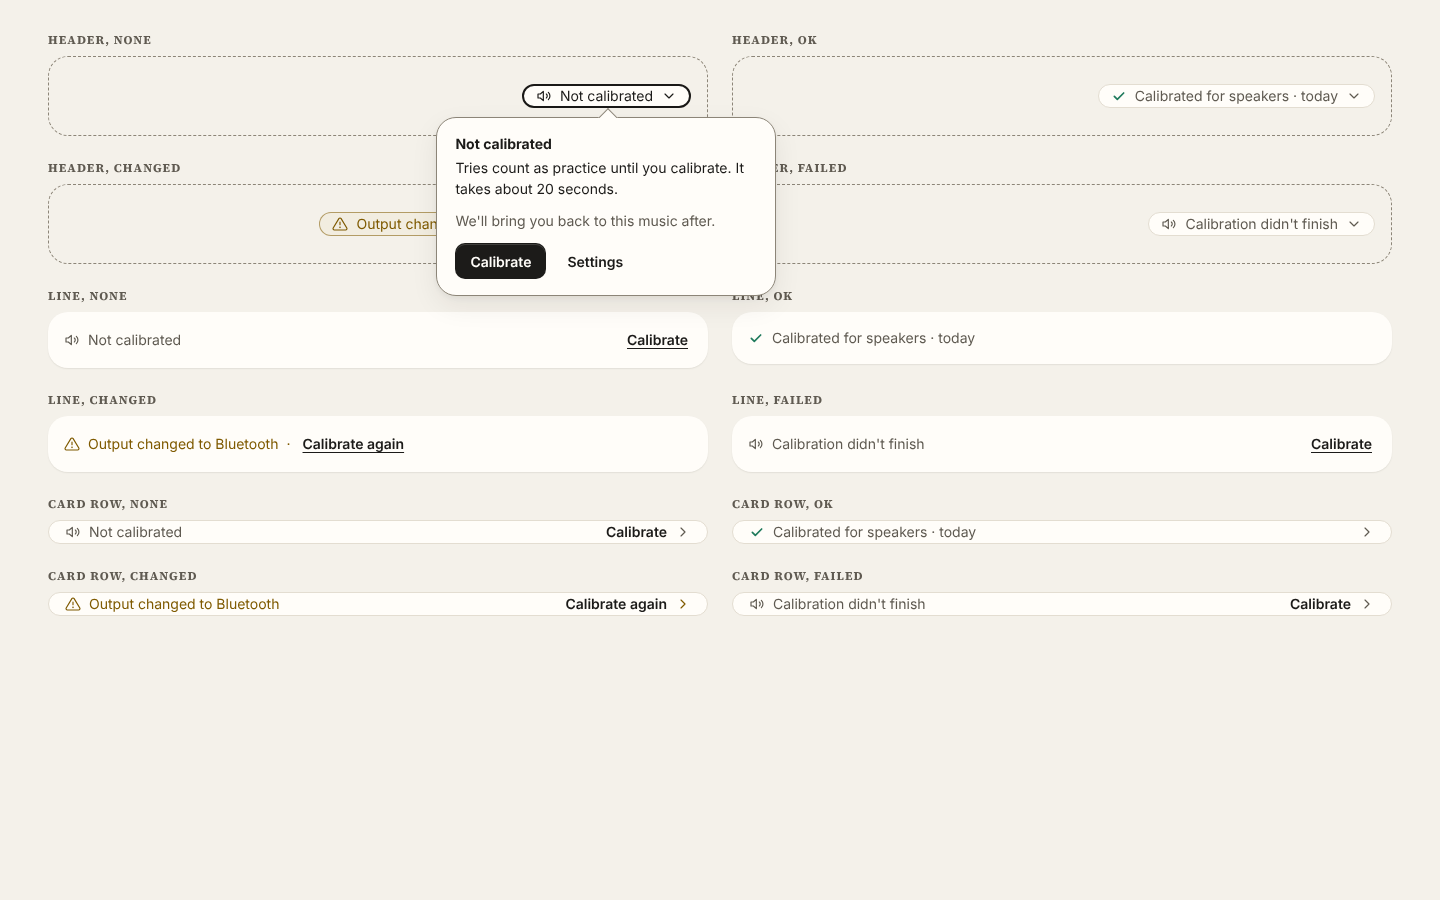 HEADER, NONE
HEADER, OK
Not calibrated
Calibrated for speakers · today
Not calibrated
Tries count as practice until you calibrate. It
takes about 20 seconds.
We'll bring you back to this music after.
Calibrate
Settings
HEADER, CHANGED
FAILED
Output
Calibration didn't finish
LINE, NONE
LINE, OK
Not calibrated
Calibrate
Calibrated for speakers · today
LINE, CHANGED
LINE, FAILED
Output changed to Bluetooth ·
Calibrate again
Calibration didn't finish
Calibrate
CARD ROW, NONE
CARD ROW, OK
Not calibrated
Calibrate
Calibrated for speakers · today
CARD ROW, CHANGED
CARD ROW, FAILED
Output changed to Bluetooth
Calibrate again
Calibration didn't finish
Calibrate